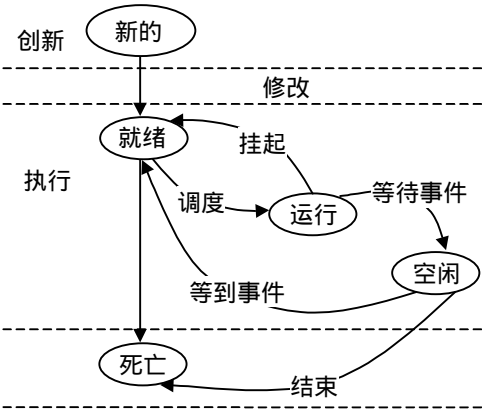 创新
新的
修改
就绪
挂起
执行
调度
等待事件
运行
空闲
等到事件
死亡
结束